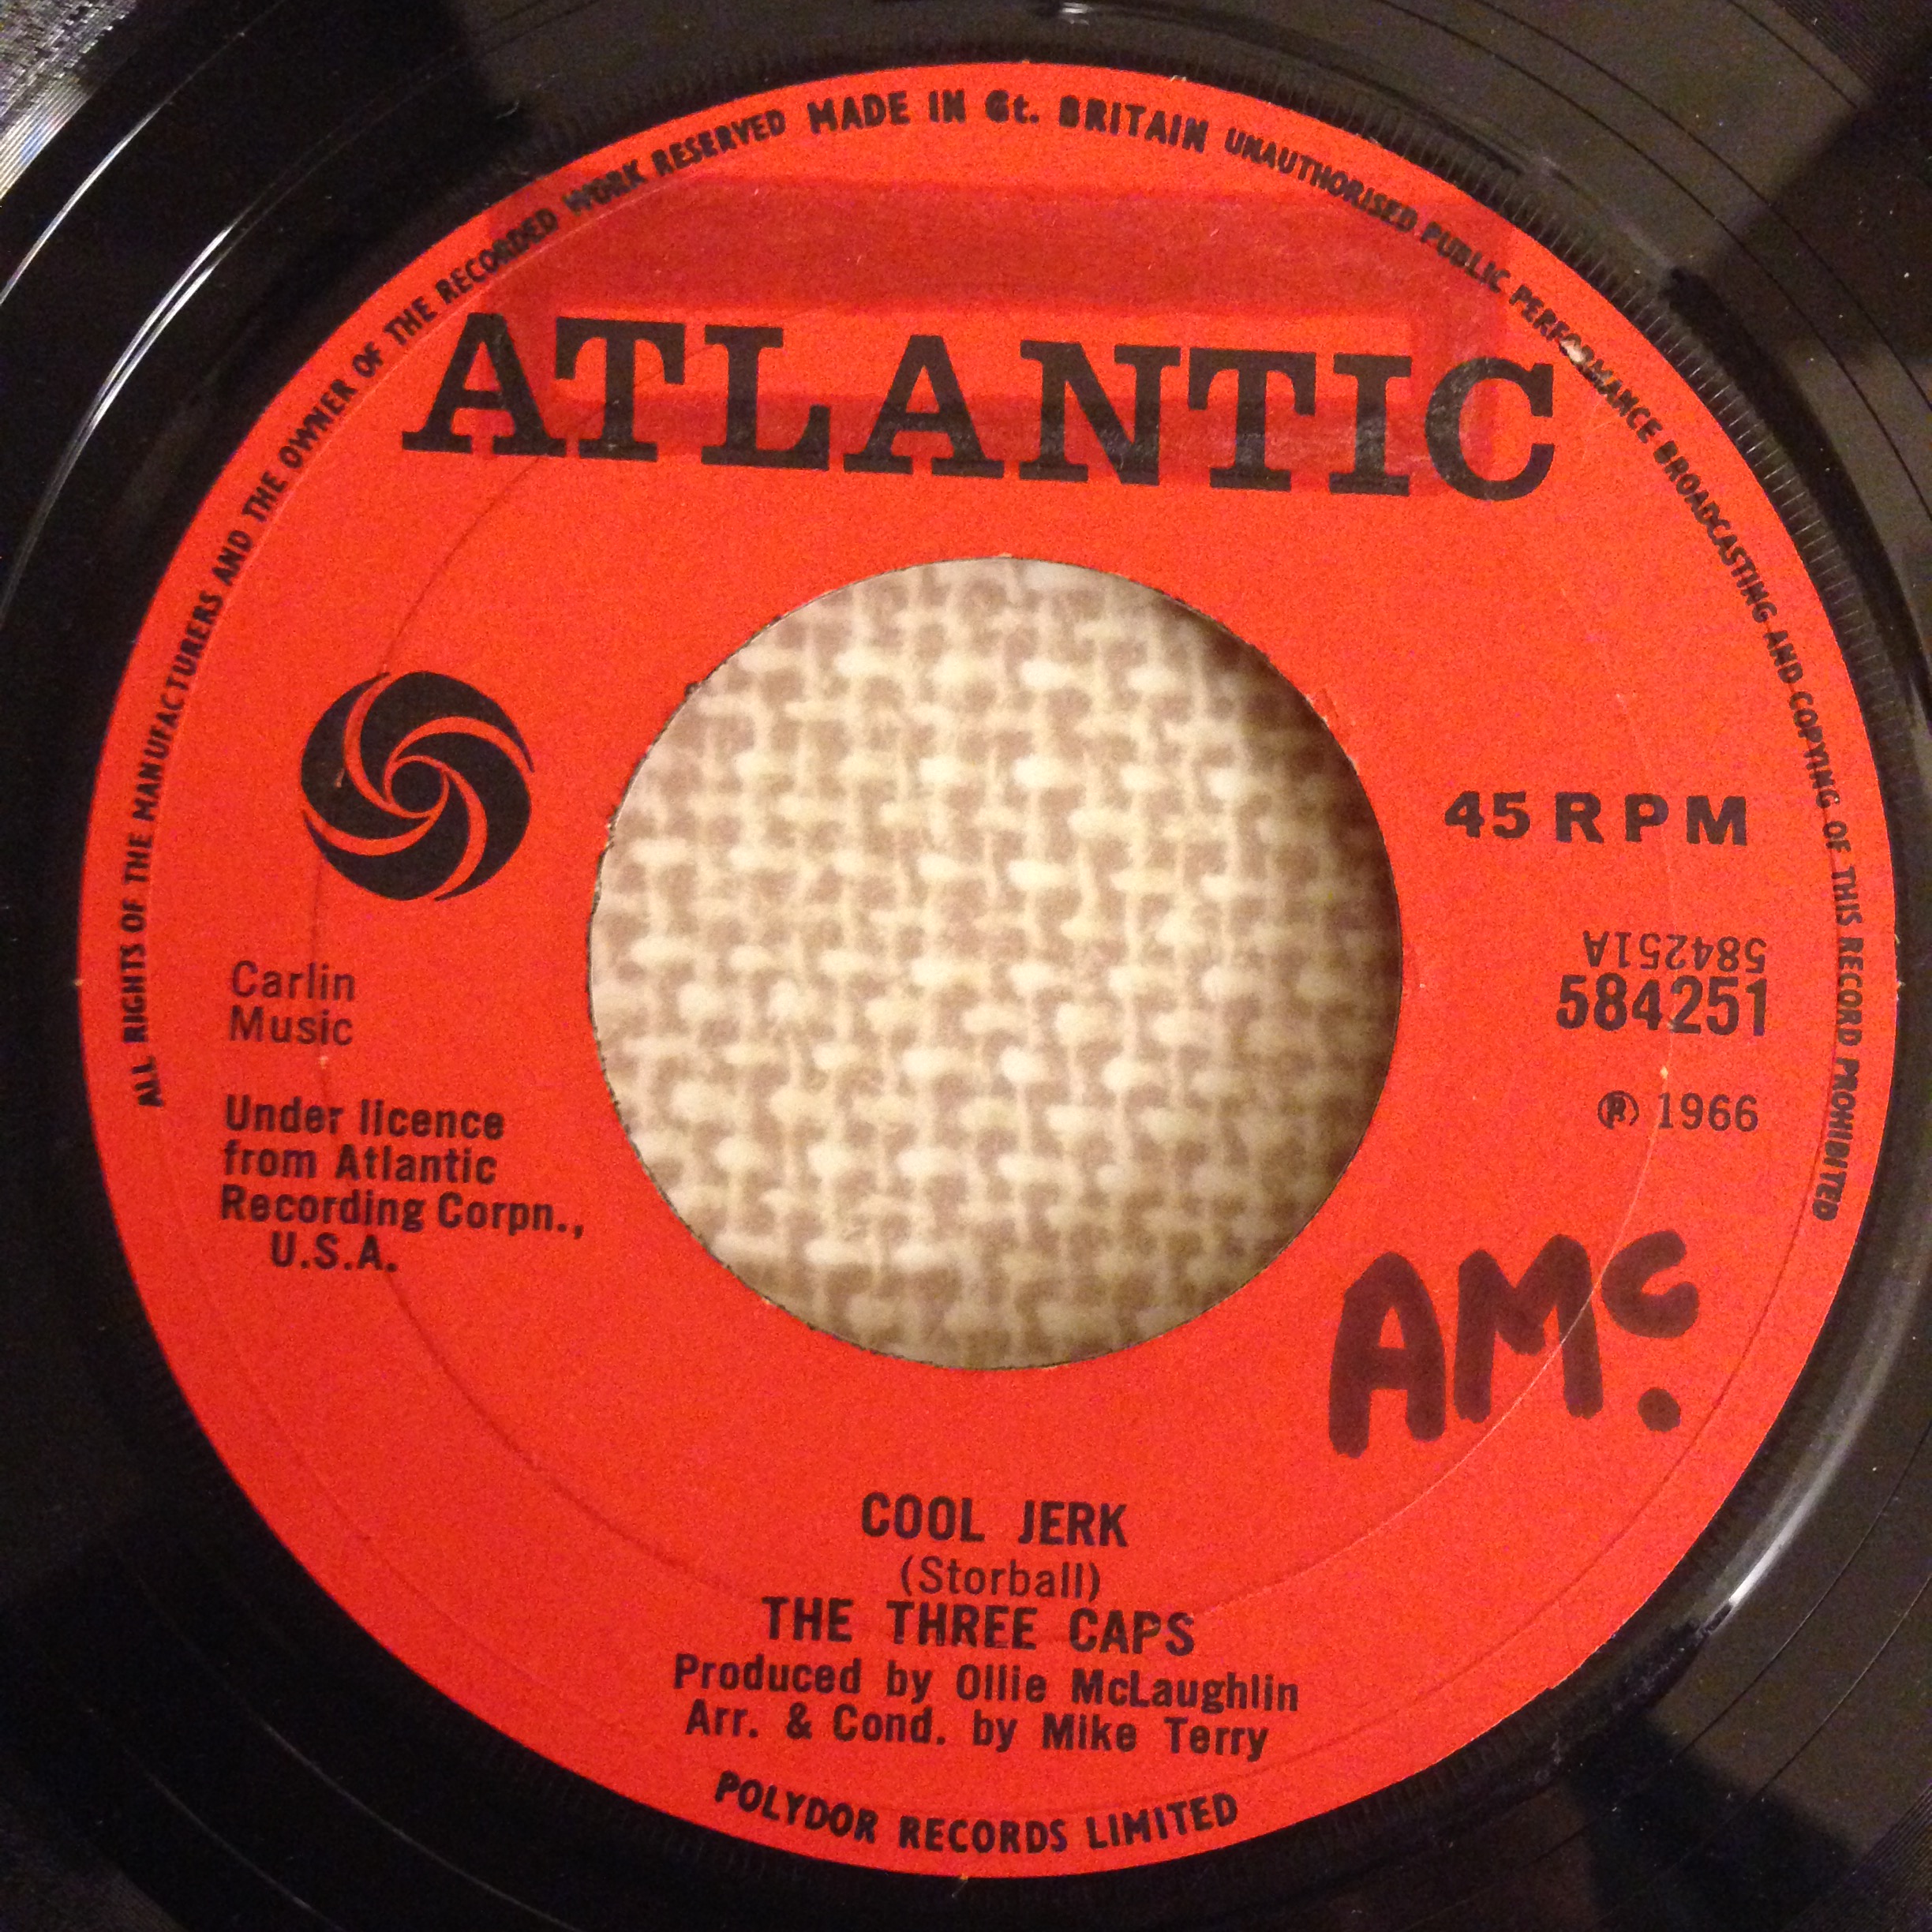 ALL RIGHTS OF THE MANUFACTURERS AND THE OWNER OF THE RECORDED WORK RESERVED MADE IN Gt. BRITAIN UNAUTHORISED PUBLIC PERFORMANCE BROADCASTING AND COPYING OF THIS RECORD PROHIBITED
ATLANTIC
45 RPM
584251A
584251
Ⓟ 1966
Carlin
Music
Under licence
from Atlantic
Recording Corpn.,
U.S.A.
AMc.
COOL JERK
(Storball)
THE THREE CAPS
Produced by Ollie McLaughlin
Arr. & Cond. by Mike Terry
POLYDOR RECORDS LIMITED